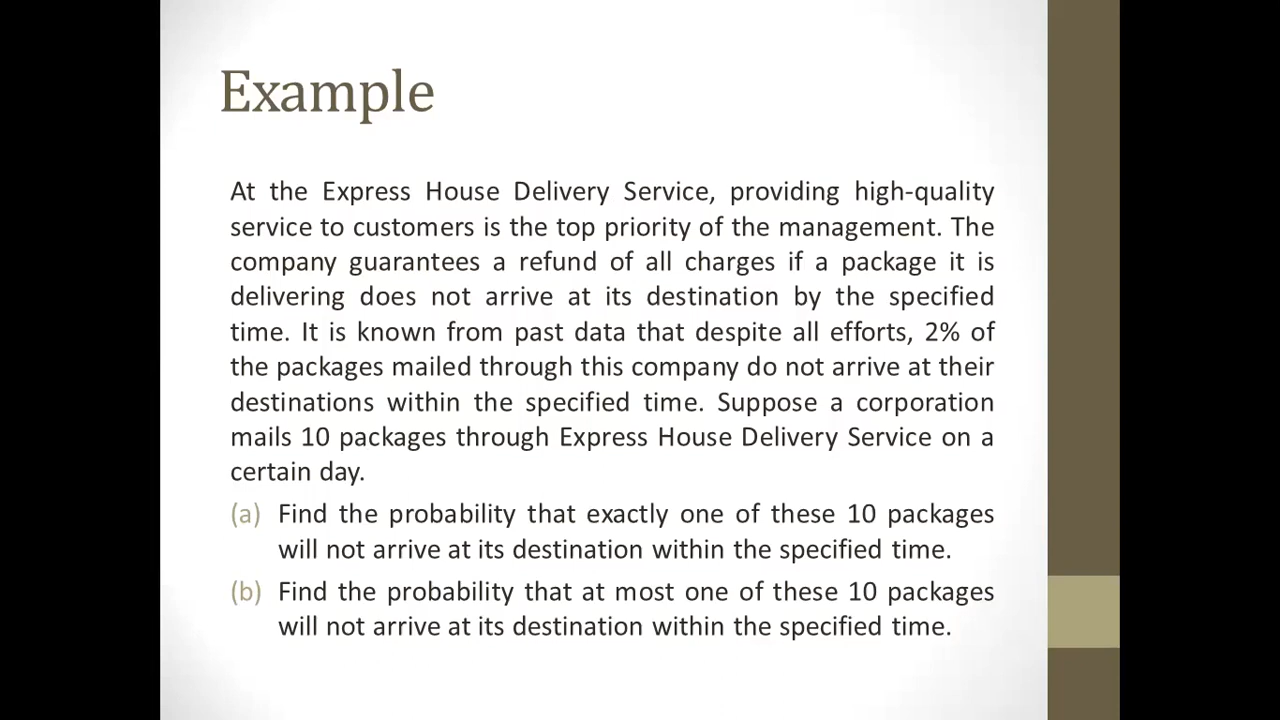 Example
At the Express House Delivery Service, providing high-quality
service to customers is the top priority of the management. The
company guarantees a refund of all charges if a package it is
delivering does not arrive at its destination by the specified
time. It is known from past data that despite all efforts, 2% of
the packages mailed through this company do not arrive at their
destinations within the specified time. Suppose a corporation
mails 10 packages through Express House Delivery Service on a
certain day.
(a) Find the probability that exactly one of these 10 packages
will not arrive at its destination within the specified time.
(b) Find the probability that at most one of these 10 packages
will not arrive at its destination within the specified time.